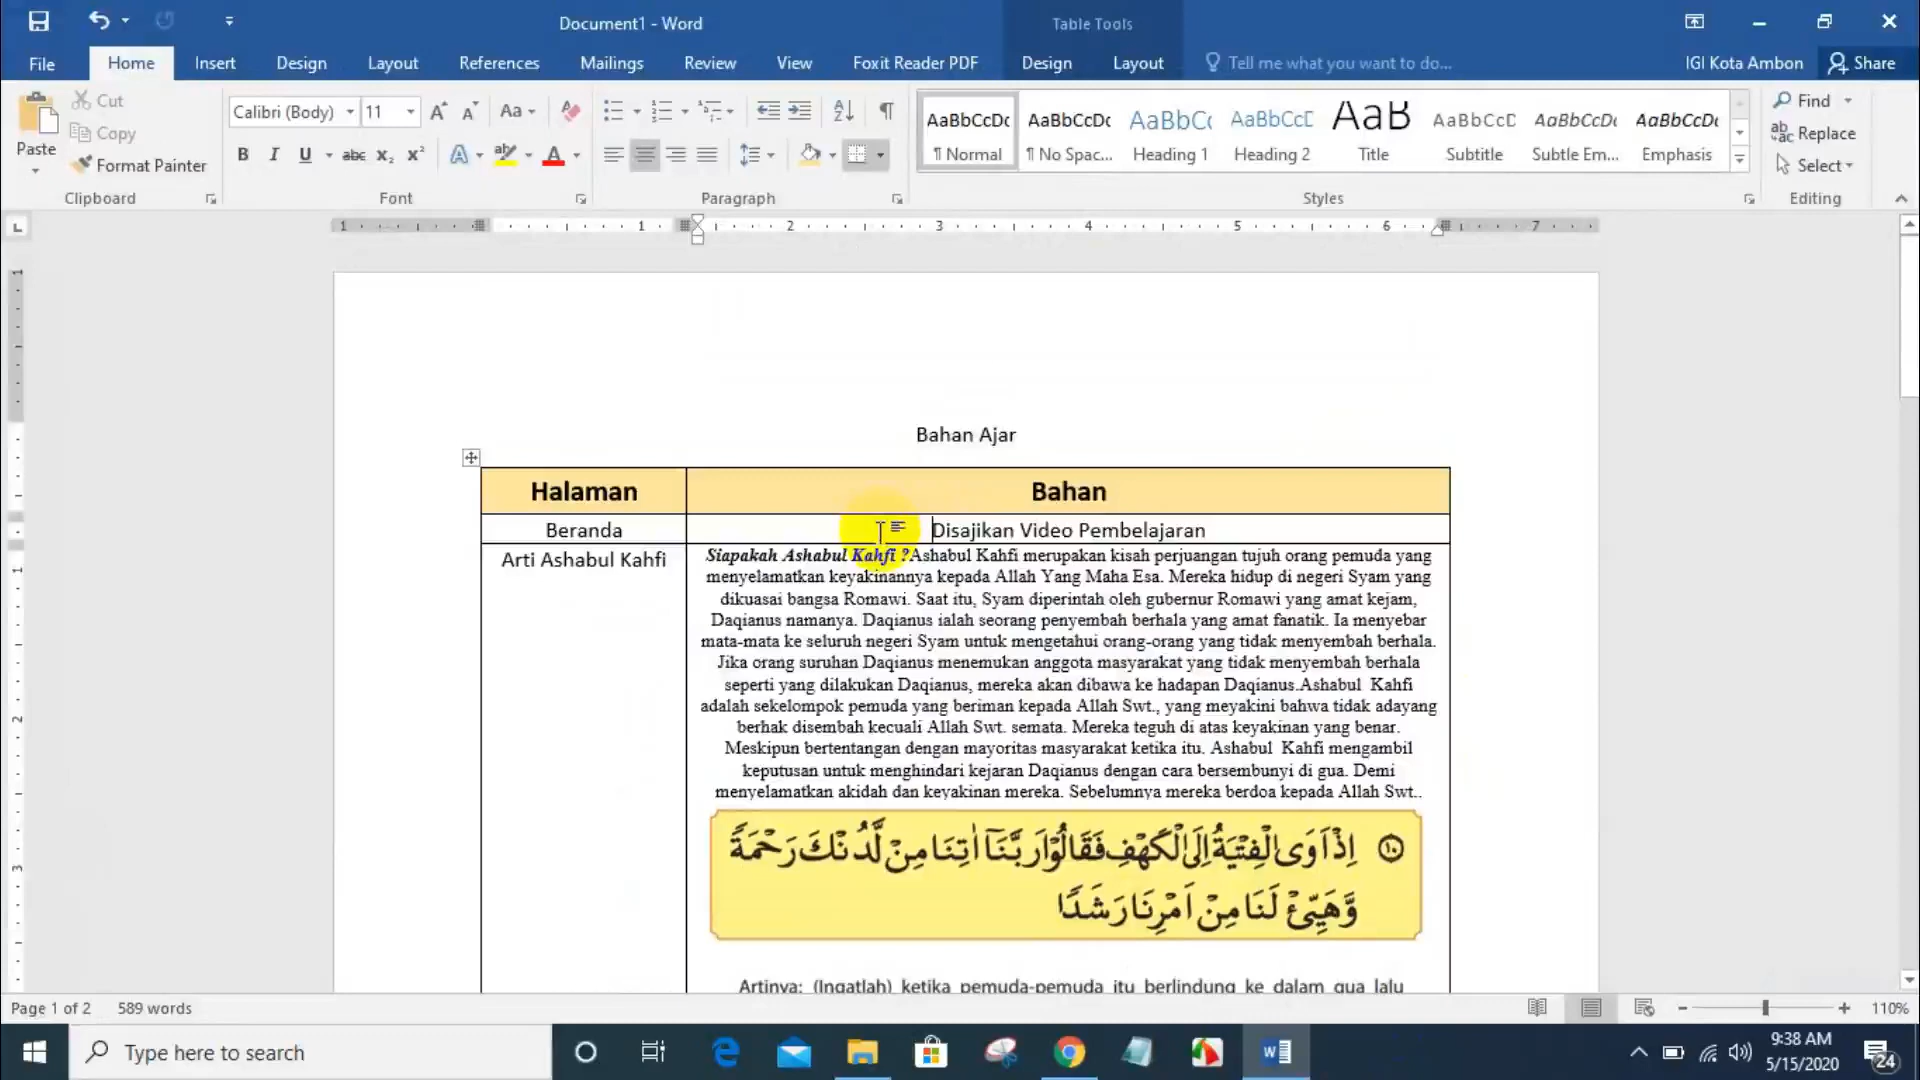 Document1 - Word
Table Tools
File Home Insert Design Layout References Mailings Review View Foxit Reader PDF Design Layout Tell me what you want to do... IGI Kota Ambon Share
Paste
Cut
Copy
Format Painter
Clipboard
Calibri (Body) 11
Font
Paragraph
AaBbCcDc AaBbCcDc AaBbC AaBbCcE AaB AaBbCcD AaBbCcDc AaBbCcDc
¶ Normal ¶ No Spac... Heading 1 Heading 2 Title Subtitle Subtle Em... Emphasis
Styles
Find
Replace
Select
Editing
1 1 2 3 4 5 6 7
Bahan Ajar
Halaman Bahan
Beranda Disajikan Video Pembelajaran
Arti Ashabul Kahfi
Siapakah Ashabul Kahfi ?Ashabul Kahfi merupakan kisah perjuangan tujuh orang pemuda yang
menyelamatkan keyakinannya kepada Allah Yang Maha Esa. Mereka hidup di negeri Syam yang
dikuasai bangsa Romawi. Saat itu, Syam diperintah oleh gubernur Romawi yang amat kejam,
Daqianus namanya. Daqianus ialah seorang penyembah berhala yang amat fanatik. Ia menyebar
mata-mata ke seluruh negeri Syam untuk mengetahui orang-orang yang tidak menyembah berhala.
Jika orang suruhan Daqianus menemukan anggota masyarakat yang tidak menyembah berhala
seperti yang dilakukan Daqianus, mereka akan dibawa ke hadapan Daqianus.Ashabul Kahfi
adalah sekelompok pemuda yang beriman kepada Allah Swt., yang meyakini bahwa tidak adayang
berhak disembah kecuali Allah Swt. semata. Mereka teguh di atas keyakinan yang benar.
Meskipun bertentangan dengan mayoritas masyarakat ketika itu. Ashabul Kahfi mengambil
keputusan untuk menghindari kejaran Daqianus dengan cara bersembunyi di gua. Demi
menyelamatkan akidah dan keyakinan mereka. Sebelumnya mereka berdoa kepada Allah Swt..
١٠ اِذْ اَوَى الْفِتْيَةُ اِلَى الْكَهْفِ فَقَالُوْا رَبَّنَآ اٰتِنَا مِنْ لَّدُنْكَ رَحْمَةً
وَّهَيِّئْ لَنَا مِنْ اَمْرِنَا رَشَدًا
Artinya: (Ingatlah) ketika pemuda-pemuda itu berlindung ke dalam gua lalu
Page 1 of 2 589 words 110%
Type here to search
9:38 AM
5/15/2020
24